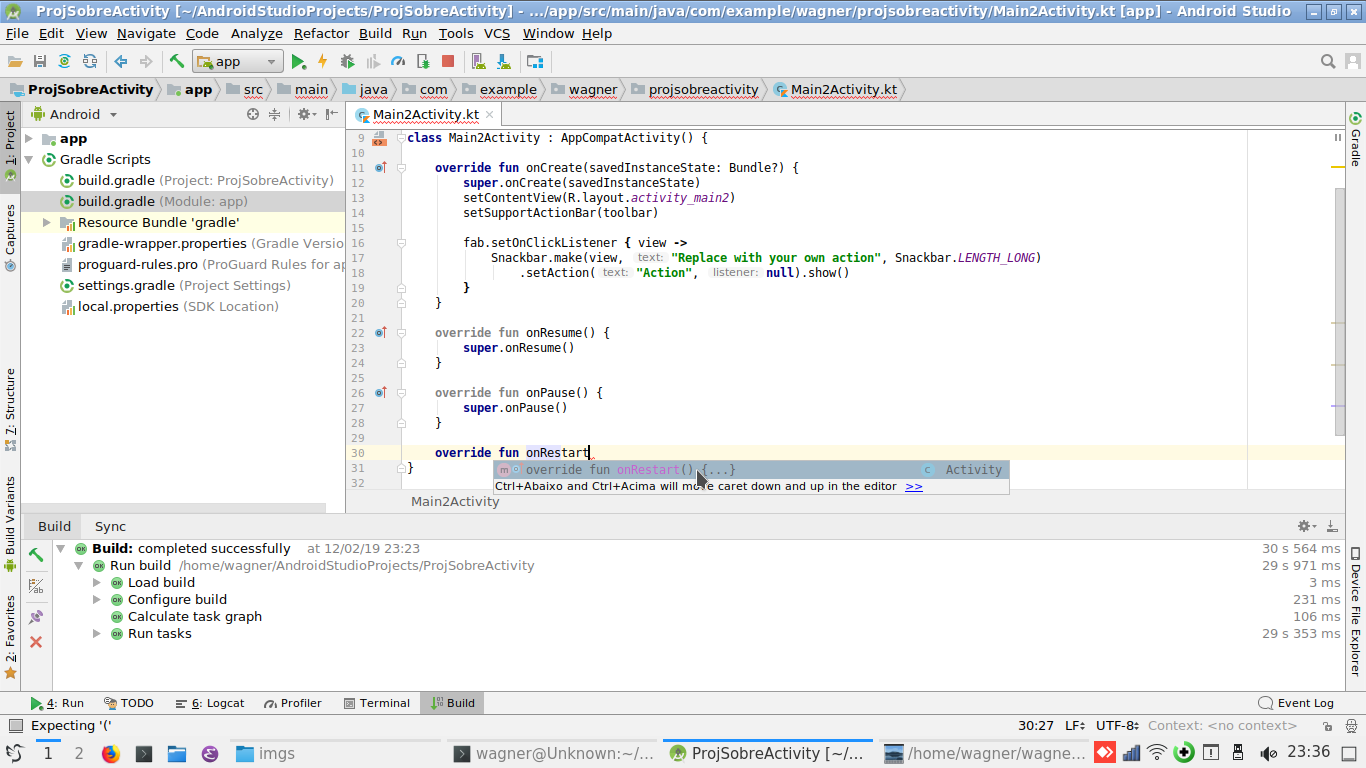 ProjSobreActivity [~/AndroidStudioProjects/ProjSobreActivity] - .../app/src/main/java/com/example/wagner/projsobreactivity/Main2Activity.kt [app] - Android Studio
File Edit View Navigate Code Analyze Refactor Build Run Tools VCS Window Help
app
ProjSobreActivity app src main java com example wagner projsobreactivity Main2Activity.kt
1: Project
Captures
7: Structure
Build Variants
2: Favorites
Android
app
Gradle Scripts
build.gradle (Project: ProjSobreActivity)
build.gradle (Module: app)
Resource Bundle 'gradle'
gradle-wrapper.properties (Gradle Versio
proguard-rules.pro (ProGuard Rules for ap
settings.gradle (Project Settings)
local.properties (SDK Location)
Main2Activity.kt
9 class Main2Activity : AppCompatActivity() {
10
11 override fun onCreate(savedInstanceState: Bundle?) {
12 super.onCreate(savedInstanceState)
13 setContentView(R.layout.activity_main2)
14 setSupportActionBar(toolbar)
15
16 fab.setOnClickListener { view ->
17 Snackbar.make(view, text: "Replace with your own action", Snackbar.LENGTH_LONG)
18 .setAction( text: "Action", listener: null).show()
19 }
20 }
21
22 override fun onResume() {
23 super.onResume()
24 }
25
26 override fun onPause() {
27 super.onPause()
28 }
29
30 override fun onRestart
31 }
32
override fun onRestart() {...} Activity
Ctrl+Abaixo and Ctrl+Acima will move caret down and up in the editor >>
Main2Activity
Gradle
Device File Explorer
Build Sync
Build: completed successfully at 12/02/19 23:23 30 s 564 ms
Run build /home/wagner/AndroidStudioProjects/ProjSobreActivity 29 s 971 ms
Load build 3 ms
Configure build 231 ms
Calculate task graph 106 ms
Run tasks 29 s 353 ms
4: Run TODO 6: Logcat Profiler Terminal Build Event Log
Expecting '(' 30:27 LF÷ UTF-8÷ Context: <no context>
1 2 imgs wagner@Unknown:~/... ProjSobreActivity [~/... /home/wagner/wagne... 23:36